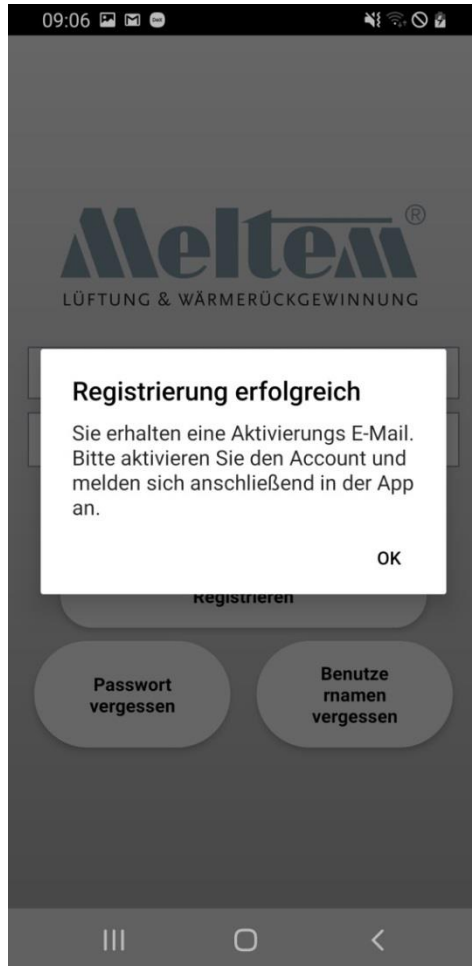 09:06
Meltem®
LÜFTUNG & WÄRMERÜCKGEWINNUNG
Registrierung erfolgreich
Sie erhalten eine Aktivierungs E-Mail.
Bitte aktivieren Sie den Account und
melden sich anschließend in der App
an.
OK
Registrieren
Passwort
vergessen
Benutze
rnamen
vergessen